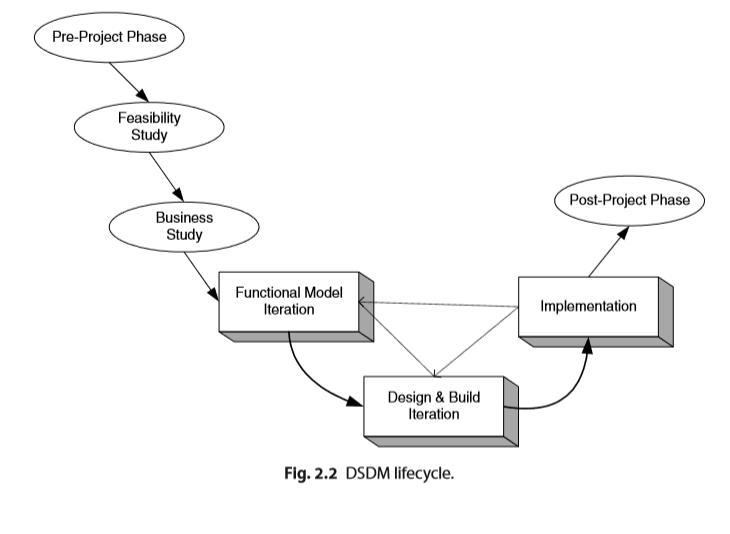 Pre-Project Phase
Feasibility
Study
Business
Study
Post-Project Phase
Functional Model
Iteration
Implementation
Design & Build
Iteration
Fig. 2.2 DSDM lifecycle.